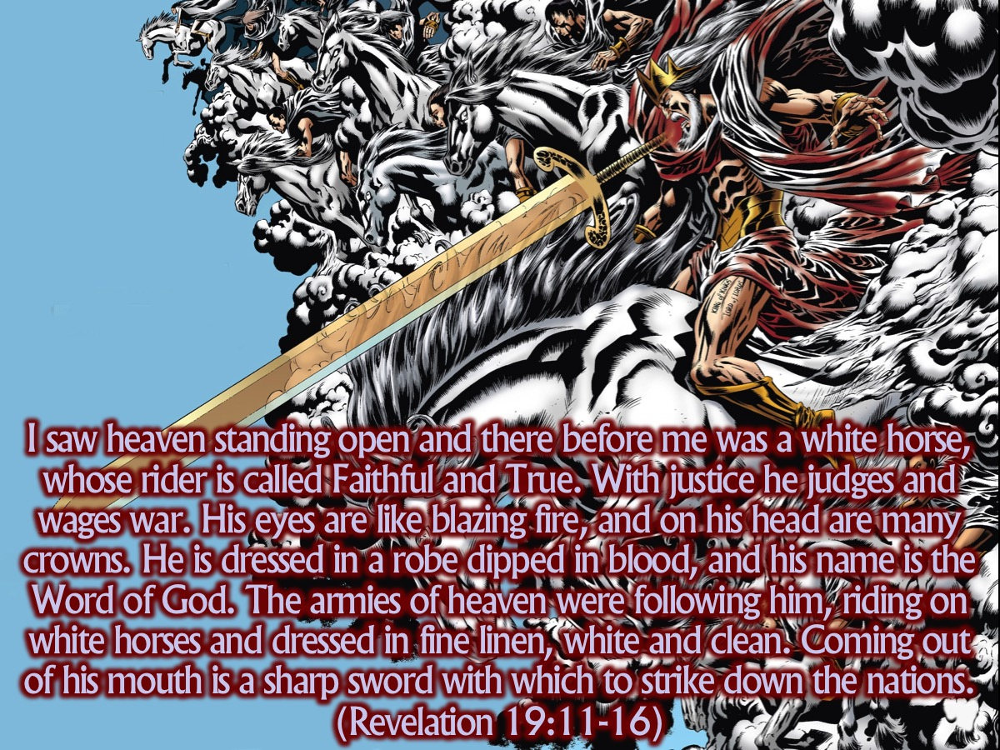 KING of KINGS
LORD of LORDS
I saw heaven standing open and there before me was a white horse,
whose rider is called Faithful and True. With justice he judges and
wages war. His eyes are like blazing fire, and on his head are many
crowns. He is dressed in a robe dipped in blood, and his name is the
Word of God. The armies of heaven were following him, riding on
white horses and dressed in fine linen, white and clean. Coming out
of his mouth is a sharp sword with which to strike down the nations.
(Revelation 19:11-16)